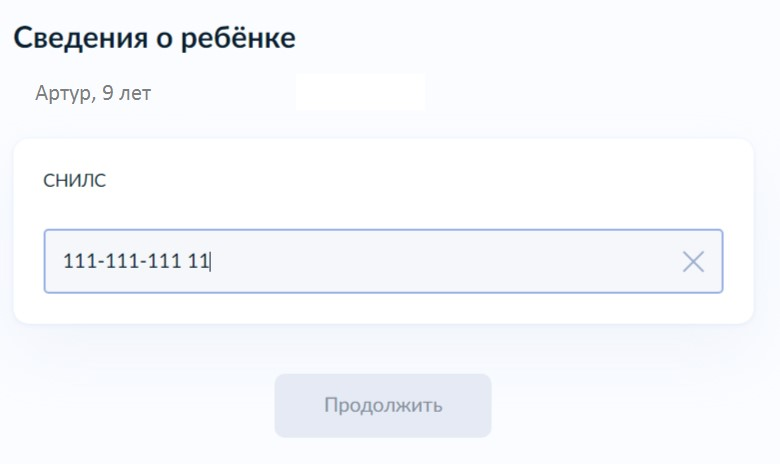 Сведения о ребёнке
Артур, 9 лет
СНИЛС
111-111-111 11
Продолжить